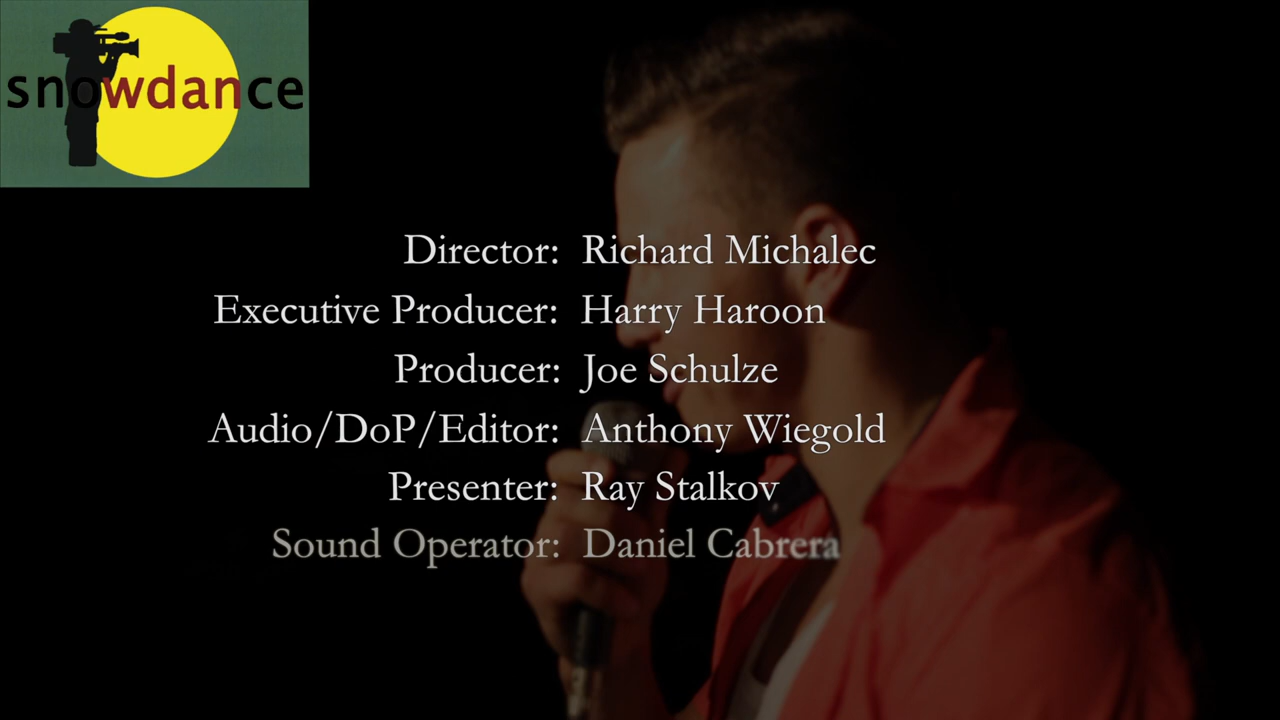 snowdance
Director: Richard Michalec
Executive Producer: Harry Haroon
Producer: Joe Schulze
Audio/DoP/Editor: Anthony Wiegold
Presenter: Ray Stalkov
Sound Operator: Daniel Cabrera